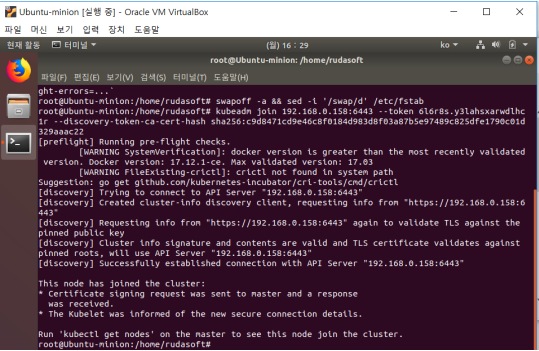 Ubuntu-minion [실행 중] - Oracle VM VirtualBox
파일 머신 보기 입력 장치 도움말
현재 활동 터미널 (월) 16 : 29 ko
root@Ubuntu-minion: /home/rudasoft
파일(F) 편집(E) 보기(V) 검색(S) 터미널(T) 도움말(H)
ght-errors=...`
root@Ubuntu-minion:/home/rudasoft# swapoff -a && sed -i '/swap/d' /etc/fstab
root@Ubuntu-minion:/home/rudasoft# kubeadm join 192.168.0.158:6443 --token 6l6r8s.y3lahsxarwdlhc
ir --discovery-token-ca-cert-hash sha256:c9d8471cd9e46c8f0184d983d8f03a87b5e97489c825dfe1790c01d
329aaac22
[preflight] Running pre-flight checks.
[WARNING SystemVerification]: docker version is greater than the most recently validated
version. Docker version: 17.12.1-ce. Max validated version: 17.03
[WARNING FileExisting-crictl]: crictl not found in system path
Suggestion: go get github.com/kubernetes-incubator/cri-tools/cmd/crictl
[discovery] Trying to connect to API Server "192.168.0.158:6443"
[discovery] Created cluster-info discovery client, requesting info from "https://192.168.0.158:6
443"
[discovery] Requesting info from "https://192.168.0.158:6443" again to validate TLS against the
pinned public key
[discovery] Cluster info signature and contents are valid and TLS certificate validates against
pinned roots, will use API Server "192.168.0.158:6443"
[discovery] Successfully established connection with API Server "192.168.0.158:6443"
This node has joined the cluster:
* Certificate signing request was sent to master and a response
was received.
* The Kubelet was informed of the new secure connection details.
Run 'kubectl get nodes' on the master to see this node join the cluster.
root@Ubuntu-minion:/home/rudasoft#